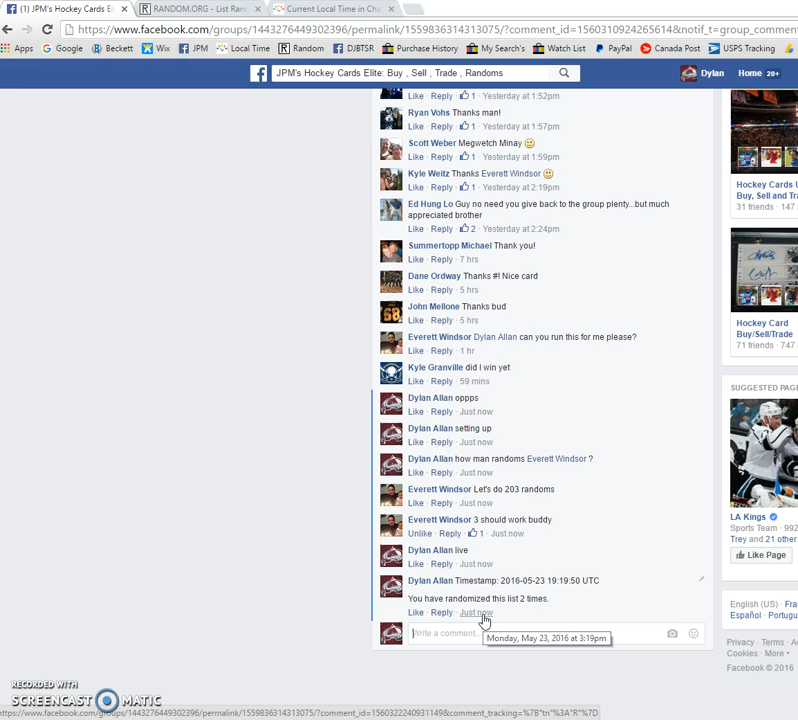 (1) JPM's Hockey Cards El
RANDOM.ORG - List Ran
Current Local Time in Cha
https://www.facebook.com/groups/1443276449302396/permalink/1559836314313075/?comment_id=1560310924265614&notif_t=group_comm
Apps Google Beckett Wix JPM Local Time Random DJBTSR Purchase History My Search's Watch List PayPal Canada Post USPS Tracking
JPM's Hockey Cards Elite: Buy , Sell , Trade , Randoms
Dylan Home 20+
Like · Reply · 1 · Yesterday at 1:52pm
Ryan Vohs Thanks man!
Like · Reply · 1 · Yesterday at 1:57pm
Scott Weber Megwetch Minay
Like · Reply · 1 · Yesterday at 1:59pm
Kyle Weitz Thanks Everett Windsor
Like · Reply · 1 · Yesterday at 2:19pm
Ed Hung Lo Guy no need you give back to the group plenty...but much
appreciated brother
Like · Reply · 2 · Yesterday at 2:24pm
Summertopp Michael Thank you!
Like · Reply · 7 hrs
Dane Ordway Thanks #! Nice card
Like · Reply · 5 hrs
John Mellone Thanks bud
Like · Reply · 5 hrs
Everett Windsor Dylan Allan can you run this for me please?
Like · Reply · 1 hr
Kyle Granville did I win yet
Like · Reply · 59 mins
Dylan Allan oppps
Like · Reply · Just now
Dylan Allan setting up
Like · Reply · Just now
Dylan Allan how man randoms Everett Windsor ?
Like · Reply · Just now
Everett Windsor Let's do 203 randoms
Like · Reply · Just now
Everett Windsor 3 should work buddy
Unlike · Reply · 1 · Just now
Dylan Allan live
Like · Reply · Just now
Dylan Allan Timestamp: 2016-05-23 19:19:50 UTC
You have randomized this list 2 times.
Like · Reply · Just now
Write a comment...
Monday, May 23, 2016 at 3:19pm
Hockey Cards U
Buy, Sell and Tra
31 friends · 147
Hockey Card
Buy/Sell/Trade
71 friends · 747
SUGGESTED PAGE
LA Kings
Sports Team · 992
Trey and 21 other
Like Page
English (US) · Fra
Español · Portugu
Privacy · Terms · A
Cookies · More
Facebook © 2016
RECORDED WITH
SCREENCAST MATIC
https://www.facebook.com/groups/1443276449302396/permalink/1559836314313075/?comment_id=1560322240931149&comment_tracking=%7B"tn"%3A"R"%7D